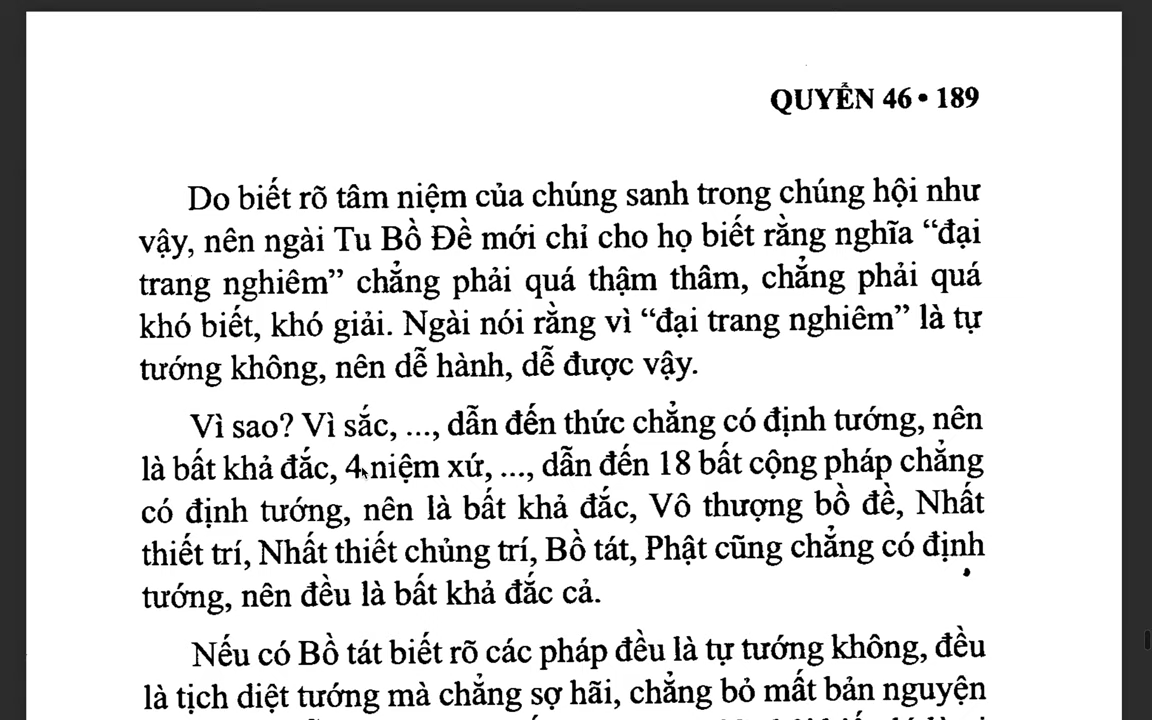 QUYỂN 46 • 189
Do biết rõ tâm niệm của chúng sanh trong chúng hội như
vậy, nên ngài Tu Bồ Đề mới chỉ cho họ biết rằng nghĩa “đại
trang nghiêm” chẳng phải quá thậm thâm, chẳng phải quá
khó biết, khó giải. Ngài nói rằng vì “đại trang nghiêm” là tự
tướng không, nên dễ hành, dễ được vậy.
Vì sao? Vì sắc, ..., dẫn đến thức chẳng có định tướng, nên
là bất khả đắc, 4 niệm xứ, ..., dẫn đến 18 bất cộng pháp chẳng
có định tướng, nên là bất khả đắc, Vô thượng bồ đề, Nhất
thiết trí, Nhất thiết chủng trí, Bồ tát, Phật cũng chẳng có định
tướng, nên đều là bất khả đắc cả.
Nếu có Bồ tát biết rõ các pháp đều là tự tướng không, đều
là tịch diệt tướng mà chẳng sợ hãi, chẳng bỏ mất bản nguyện